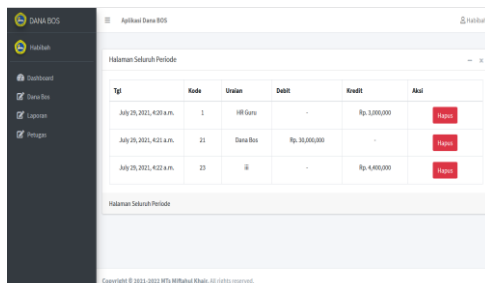 DANA BOS
Aplikasi Dana BOS
Habibah
Habibah
Dashboard
Dana Bos
Laporan
Petugas
Halaman Seluruh Periode
Tgl Kode Uraian Debit Kredit Aksi
July 29, 2021, 4:20 a.m. 1 HR Guru - Rp. 3,000,000 Hapus
July 29, 2021, 4:21 a.m. 21 Dana Bos Rp. 30,000,000 - Hapus
July 29, 2021, 4:22 a.m. 23 - Rp. 4,400,000 Hapus
Halaman Seluruh Periode
Copyright © 2021-2022 MTs Miftahul Khair. All rights reserved.